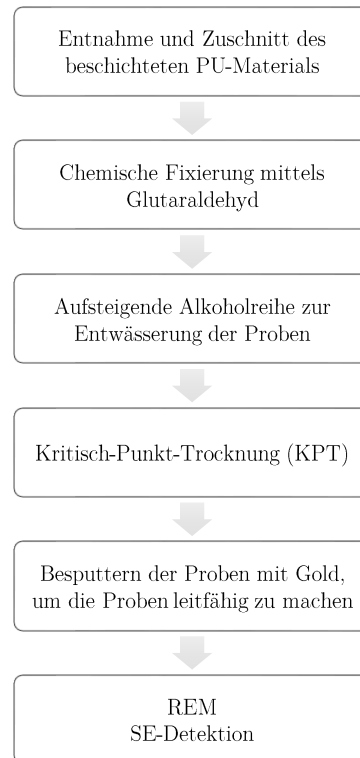 Entnahme und Zuschnitt des
beschichteten PU-Materials
Chemische Fixierung mittels
Glutaraldehyd
Aufsteigende Alkoholreihe zur
Entwässerung der Proben
Kritisch-Punkt-Trocknung (KPT)
Besputtern der Proben mit Gold,
um die Proben leitfähig zu machen
REM
SE-Detektion